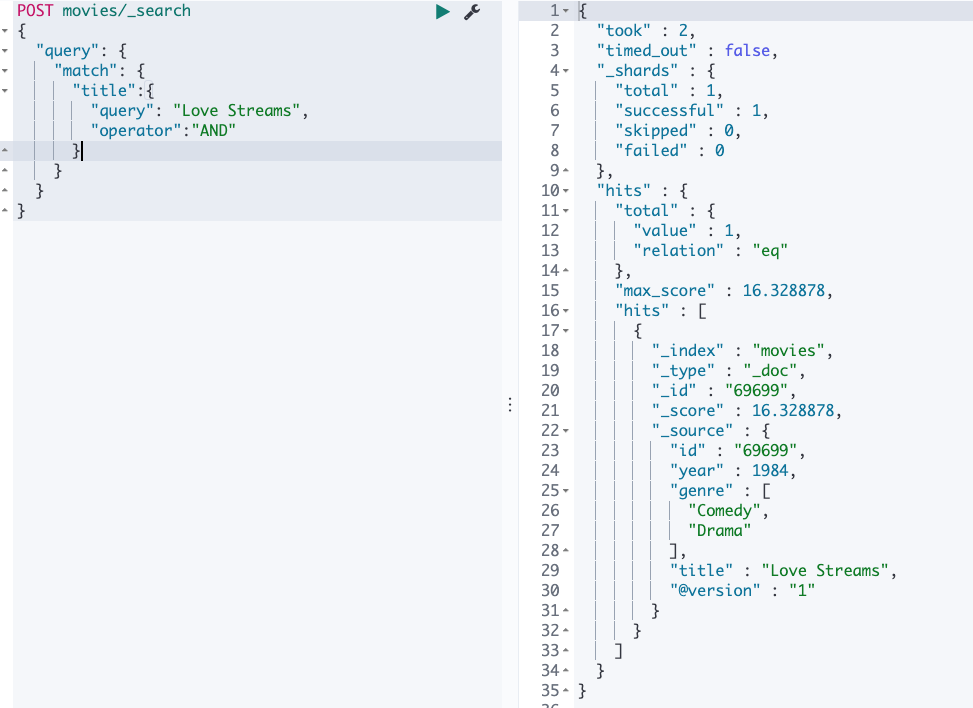 POST movies/_search
{
  "query": {
    "match": {
      "title":{
        "query": "Love Streams",
        "operator":"AND"
      }
    }
  }
}
1 {
2   "took" : 2,
3   "timed_out" : false,
4   "_shards" : {
5     "total" : 1,
6     "successful" : 1,
7     "skipped" : 0,
8     "failed" : 0
9   },
10   "hits" : {
11     "total" : {
12       "value" : 1,
13       "relation" : "eq"
14     },
15     "max_score" : 16.328878,
16     "hits" : [
17       {
18         "_index" : "movies",
19         "_type" : "_doc",
20         "_id" : "69699",
21         "_score" : 16.328878,
22         "_source" : {
23           "id" : "69699",
24           "year" : 1984,
25           "genre" : [
26             "Comedy",
27             "Drama"
28           ],
29           "title" : "Love Streams",
30           "@version" : "1"
31         }
32       }
33     ]
34   }
35 }